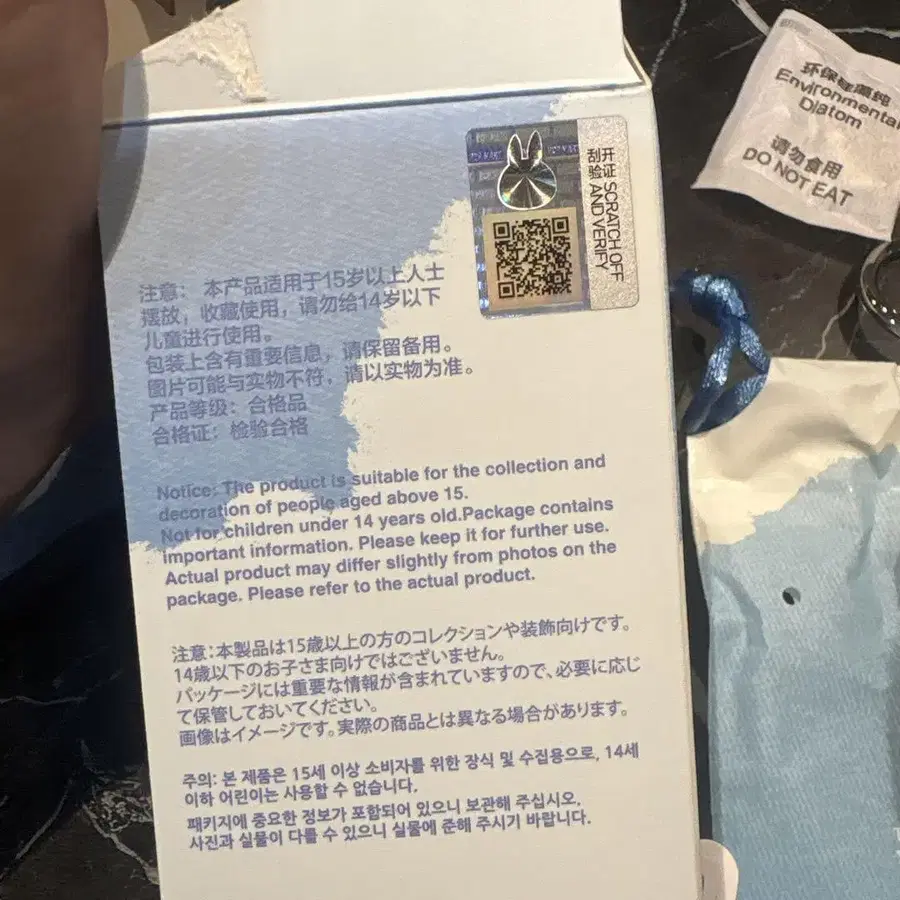 开证 SCRATCH OFF
刮验 AND VERIFY
Environmental
Diatom
请勿食用
DO NOT EAT
注意： 本产品适用于15岁以上人士
摆放，收藏使用，请勿给14岁以下
儿童进行使用。
包装上含有重要信息，请保留备用。
图片可能与实物不符，请以实物为准。
产品等级：合格品
合格证：检验合格
Notice: The product is suitable for the collection and
decoration of people aged above 15.
Not for children under 14 years old.Package contains
important information. Please keep it for further use.
Actual product may differ slightly from photos on the
package. Please refer to the actual product.
注意:本製品は15歳以上の方のコレクションや装飾向けです。
14歳以下のお子さま向けではございません。
パッケージには重要な情報が含まれていますので、必要に応じ
て保管しておいてください。
画像はイメージです。実際の商品とは異なる場合があります。
주의: 본 제품은 15세 이상 소비자를 위한 장식 및 수집용으로, 14세
이하 어린이는 사용할 수 없습니다.
패키지에 중요한 정보가 포함되어 있으니 보관해 주십시오.
사진과 실물이 다를 수 있으니 실물에 준해 주시기 바랍니다.